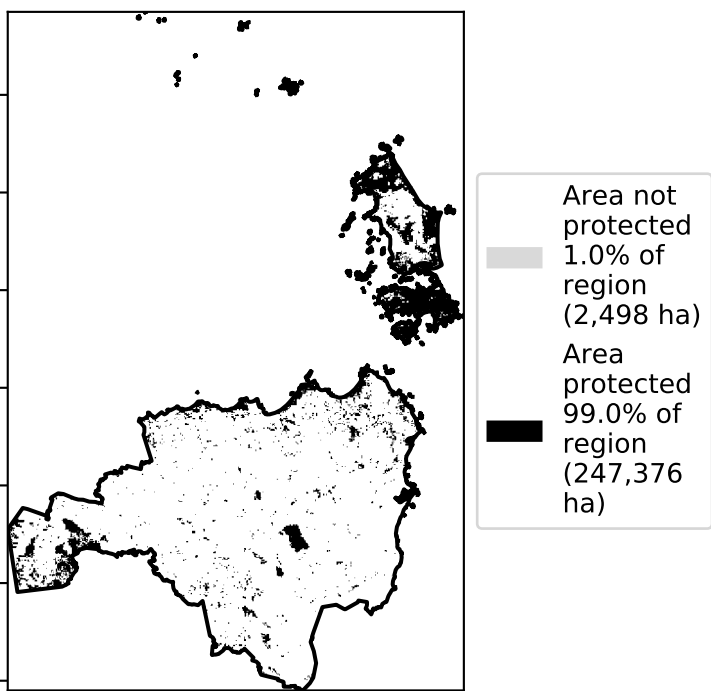 Area not
protected
1.0% of
region
(2,498 ha)
Area
protected
99.0% of
region
(247,376
ha)